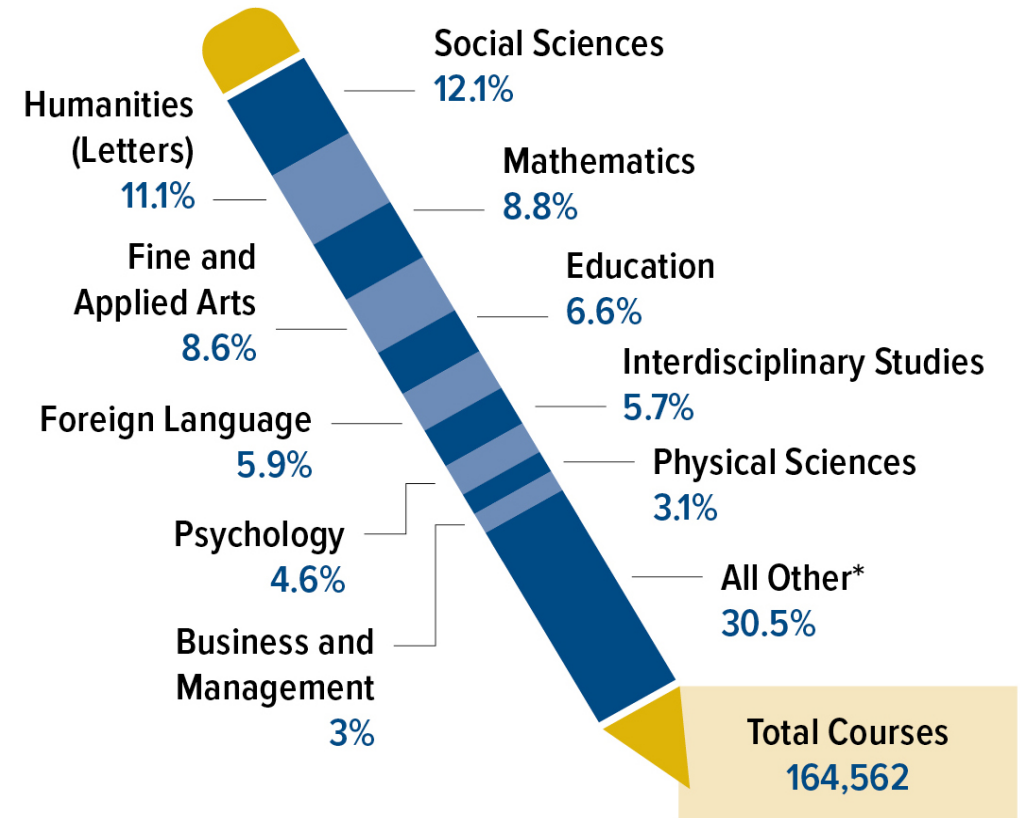 Social Sciences
12.1%
Humanities
(Letters)
11.1%
Mathematics
8.8%
Fine and
Applied Arts
8.6%
Education
6.6%
Foreign Language
5.9%
Interdisciplinary Studies
5.7%
Psychology
4.6%
Physical Sciences
3.1%
Business and
Management
3%
All Other*
30.5%
Total Courses
164,562